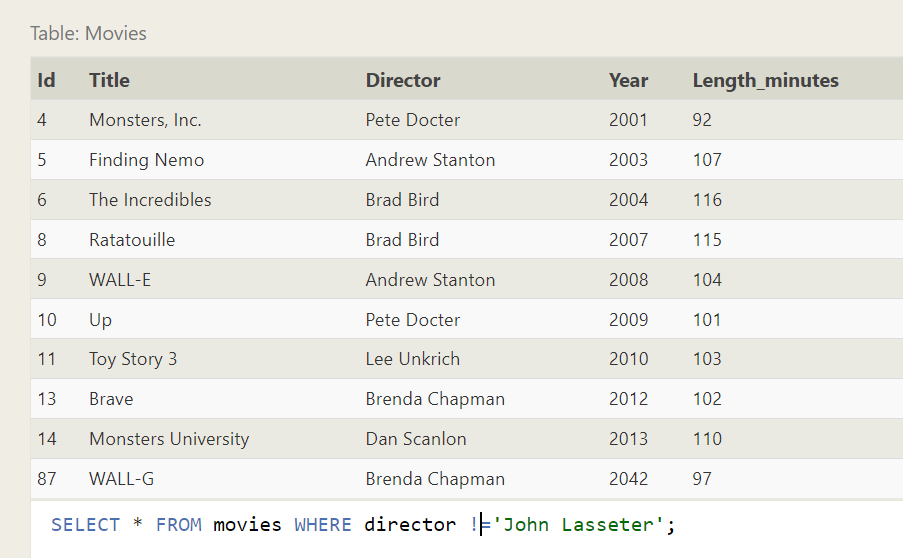 Table: Movies
Id Title Director Year Length_minutes
4 Monsters, Inc. Pete Docter 2001 92
5 Finding Nemo Andrew Stanton 2003 107
6 The Incredibles Brad Bird 2004 116
8 Ratatouille Brad Bird 2007 115
9 WALL-E Andrew Stanton 2008 104
10 Up Pete Docter 2009 101
11 Toy Story 3 Lee Unkrich 2010 103
13 Brave Brenda Chapman 2012 102
14 Monsters University Dan Scanlon 2013 110
87 WALL-G Brenda Chapman 2042 97
SELECT * FROM movies WHERE director !='John Lasseter';